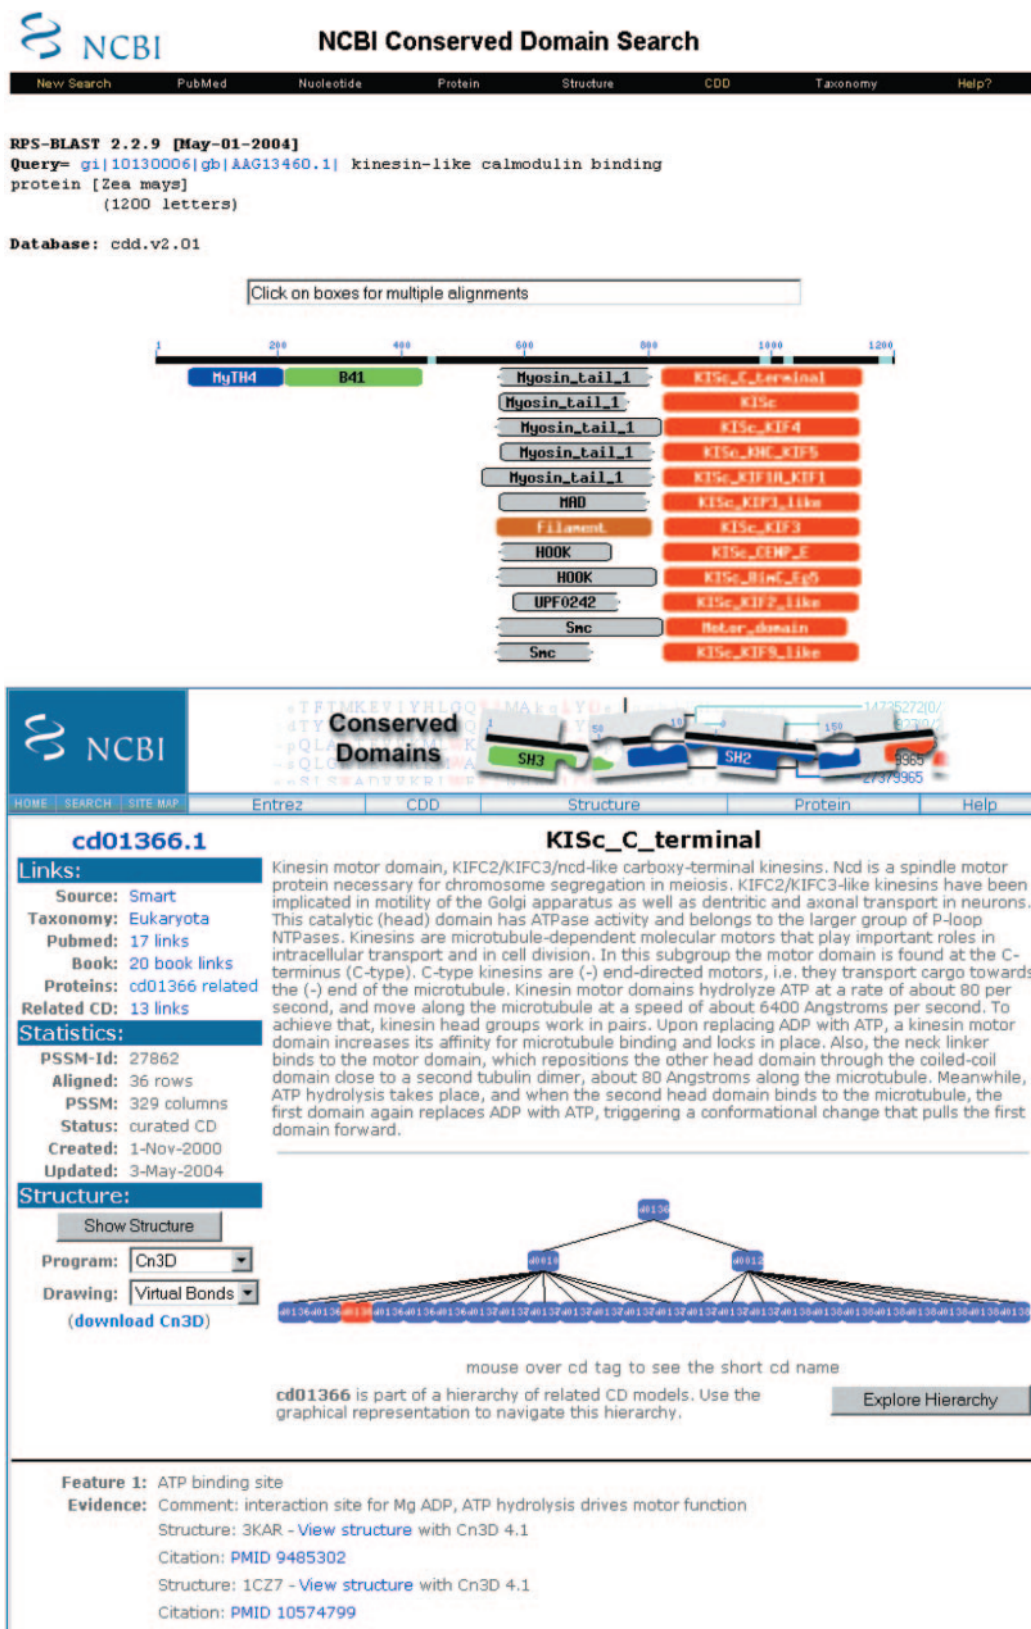 NCBI
NCBI Conserved Domain Search
New Search PubMed Nucleotide Protein Structure CDD Taxonomy Help?
RPS-BLAST 2.2.9 [May-01-2004]
Query= gi|10130006|gb|AAG13460.1| kinesin-like calmodulin binding
protein [Zea mays]
(1200 letters)
Database: cdd.v2.01
Click on boxes for multiple alignments
1 200 400 600 800 1000 1200
MyTH4 B41 Myosin_tail_1 KISc_C_terminal
Myosin_tail_1 KISc
Myosin_tail_1 KISc_KIF4
Myosin_tail_1 KISc_KHC_KIF5
Myosin_tail_1 KISc_KIF1A_KIF1
MAD KISc_KIP3_like
Filament KISc_KIF3
HOOK KISc_CENP_E
HOOK KISc_BimC_Eg5
UPF0242 KISc_KIF2_like
Smc Motor_domain
Smc KISc_KIF9_like
NCBI
Conserved
Domains
SH3 SH2
14735272
27379965
HOME SEARCH SITE MAP Entrez CDD Structure Protein Help
cd01366.1
Links:
Source: Smart
Taxonomy: Eukaryota
Pubmed: 17 links
Book: 20 book links
Proteins: cd01366 related
Related CD: 13 links
Statistics:
PSSM-Id: 27862
Aligned: 36 rows
PSSM: 329 columns
Status: curated CD
Created: 1-Nov-2000
Updated: 3-May-2004
Structure:
Show Structure
Program: Cn3D
Drawing: Virtual Bonds
(download Cn3D)
KISc_C_terminal
Kinesin motor domain, KIFC2/KIFC3/ncd-like carboxy-terminal kinesins. Ncd is a spindle motor
protein necessary for chromosome segregation in meiosis. KIFC2/KIFC3-like kinesins have been
implicated in motility of the Golgi apparatus as well as dentritic and axonal transport in neurons.
This catalytic (head) domain has ATPase activity and belongs to the larger group of P-loop
NTPases. Kinesins are microtubule-dependent molecular motors that play important roles in
intracellular transport and in cell division. In this subgroup the motor domain is found at the C-
terminus (C-type). C-type kinesins are (-) end-directed motors, i.e. they transport cargo towards
the (-) end of the microtubule. Kinesin motor domains hydrolyze ATP at a rate of about 80 per
second, and move along the microtubule at a speed of about 6400 Angstroms per second. To
achieve that, kinesin head groups work in pairs. Upon replacing ADP with ATP, a kinesin motor
domain increases its affinity for microtubule binding and locks in place. Also, the neck linker
binds to the motor domain, which repositions the other head domain through the coiled-coil
domain close to a second tubulin dimer, about 80 Angstroms along the microtubule. Meanwhile,
ATP hydrolysis takes place, and when the second head domain binds to the microtubule, the
first domain again replaces ADP with ATP, triggering a conformational change that pulls the first
domain forward.
d0136
d0010 d0012
mouse over cd tag to see the short cd name
cd01366 is part of a hierarchy of related CD models. Use the
graphical representation to navigate this hierarchy.
Explore Hierarchy
Feature 1: ATP binding site
Evidence: Comment: interaction site for Mg ADP, ATP hydrolysis drives motor function
Structure: 3KAR - View structure with Cn3D 4.1
Citation: PMID 9485302
Structure: 1CZ7 - View structure with Cn3D 4.1
Citation: PMID 10574799